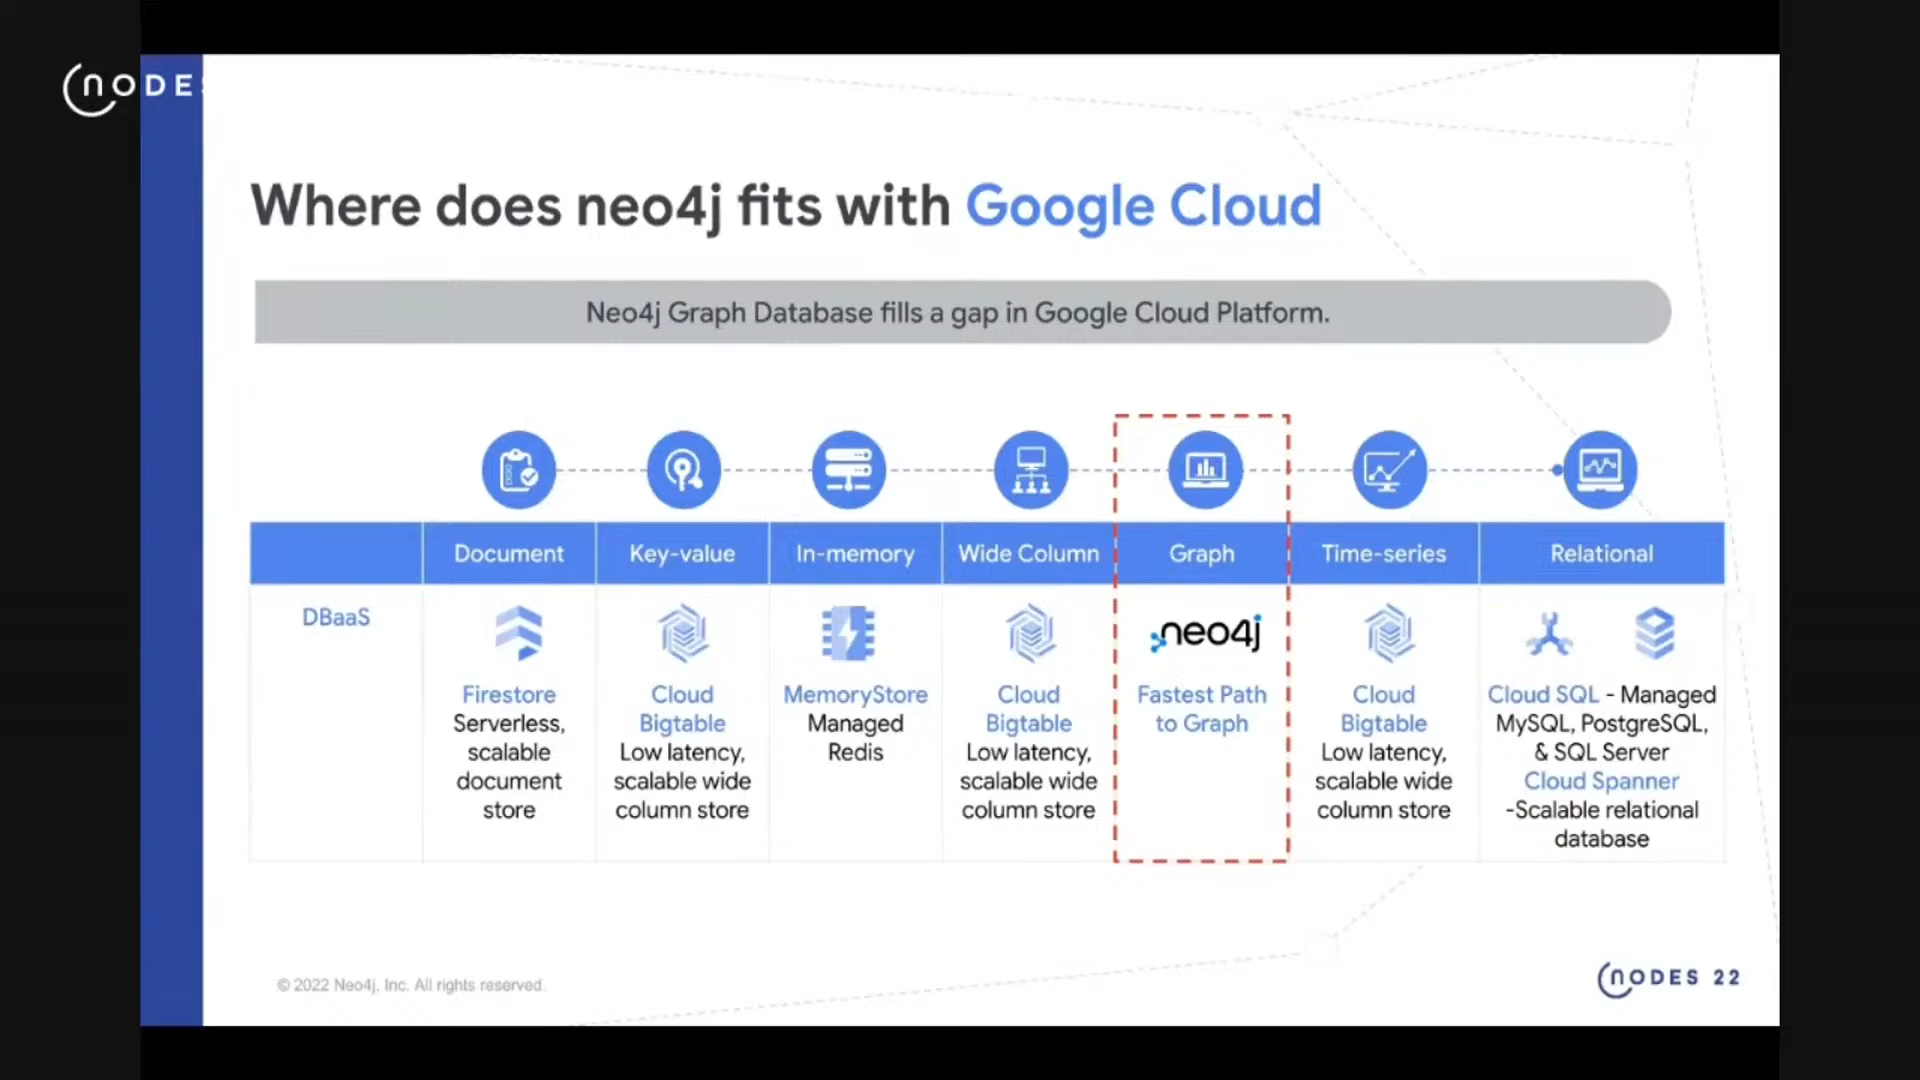 NODES
Where does neo4j fits with Google Cloud
Neo4j Graph Database fills a gap in Google Cloud Platform.
Document
Key-value
In-memory
Wide Column
Graph
Time-series
Relational
DBaaS
Firestore
Serverless,
scalable
document
store
Cloud
Bigtable
Low latency,
scalable wide
column store
MemoryStore
Managed
Redis
Cloud
Bigtable
Low latency,
scalable wide
column store
neo4j
Fastest Path
to Graph
Cloud
Bigtable
Low latency,
scalable wide
column store
Cloud SQL - Managed
MySQL, PostgreSQL,
& SQL Server
Cloud Spanner
-Scalable relational
database
© 2022 Neo4j, Inc. All rights reserved.
NODES 22